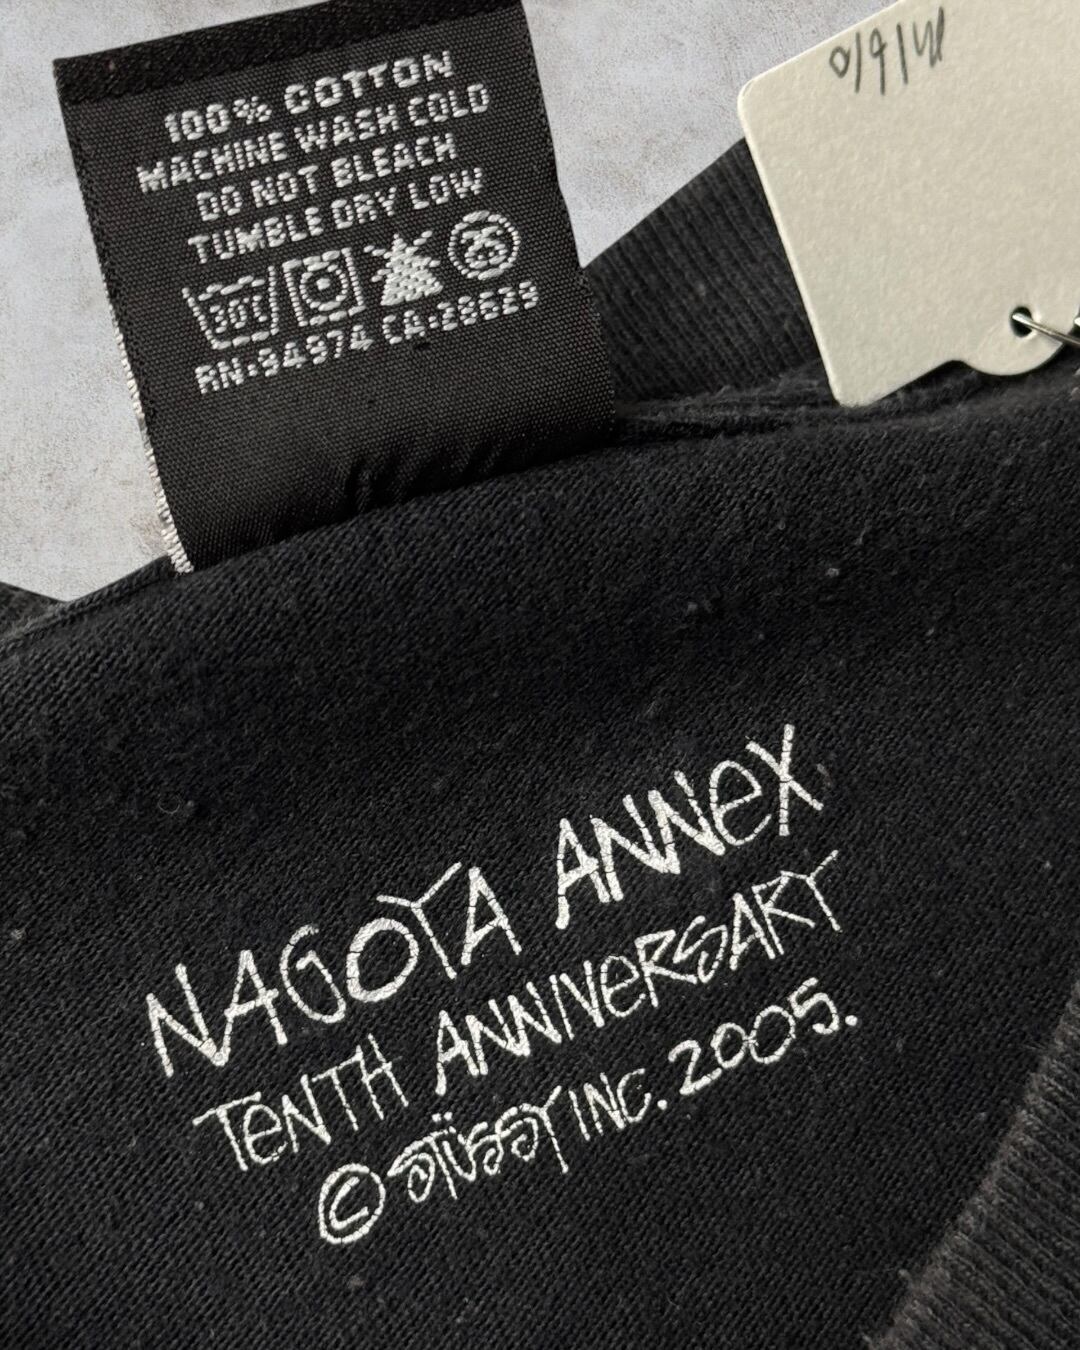 100% COTTON
MACHINE WASH COLD
DO NOT BLEACH
TUMBLE DRY LOW
30°
RN·94974 CA·28629
NAGOYA ANNEX
TENTH ANNIVERSARY
© STÜSSY INC. 2005.